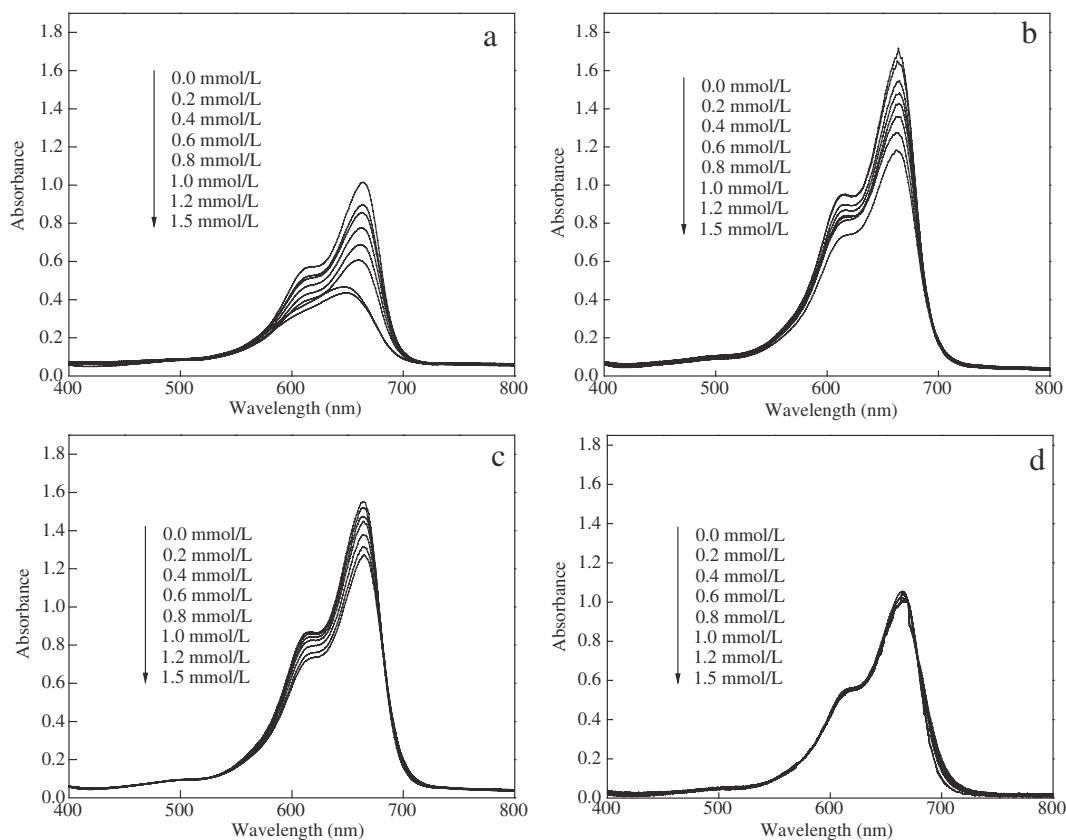 a
1.8
1.6
1.4
1.2
1.0
0.8
0.6
0.4
0.2
0.0
Absorbance
0.0 mmol/L
0.2 mmol/L
0.4 mmol/L
0.6 mmol/L
0.8 mmol/L
1.0 mmol/L
1.2 mmol/L
1.5 mmol/L
400 500 600 700 800
Wavelength (nm)
b
1.8
1.6
1.4
1.2
1.0
0.8
0.6
0.4
0.2
0.0
Absorbance
0.0 mmol/L
0.2 mmol/L
0.4 mmol/L
0.6 mmol/L
0.8 mmol/L
1.0 mmol/L
1.2 mmol/L
1.5 mmol/L
400 500 600 700 800
Wavelength (nm)
c
1.8
1.6
1.4
1.2
1.0
0.8
0.6
0.4
0.2
0.0
Absorbance
0.0 mmol/L
0.2 mmol/L
0.4 mmol/L
0.6 mmol/L
0.8 mmol/L
1.0 mmol/L
1.2 mmol/L
1.5 mmol/L
400 500 600 700 800
Wavelength (nm)
d
1.8
1.6
1.4
1.2
1.0
0.8
0.6
0.4
0.2
0.0
Absorbance
0.0 mmol/L
0.2 mmol/L
0.4 mmol/L
0.6 mmol/L
0.8 mmol/L
1.0 mmol/L
1.2 mmol/L
1.5 mmol/L
400 500 600 700 800
Wavelength (nm)